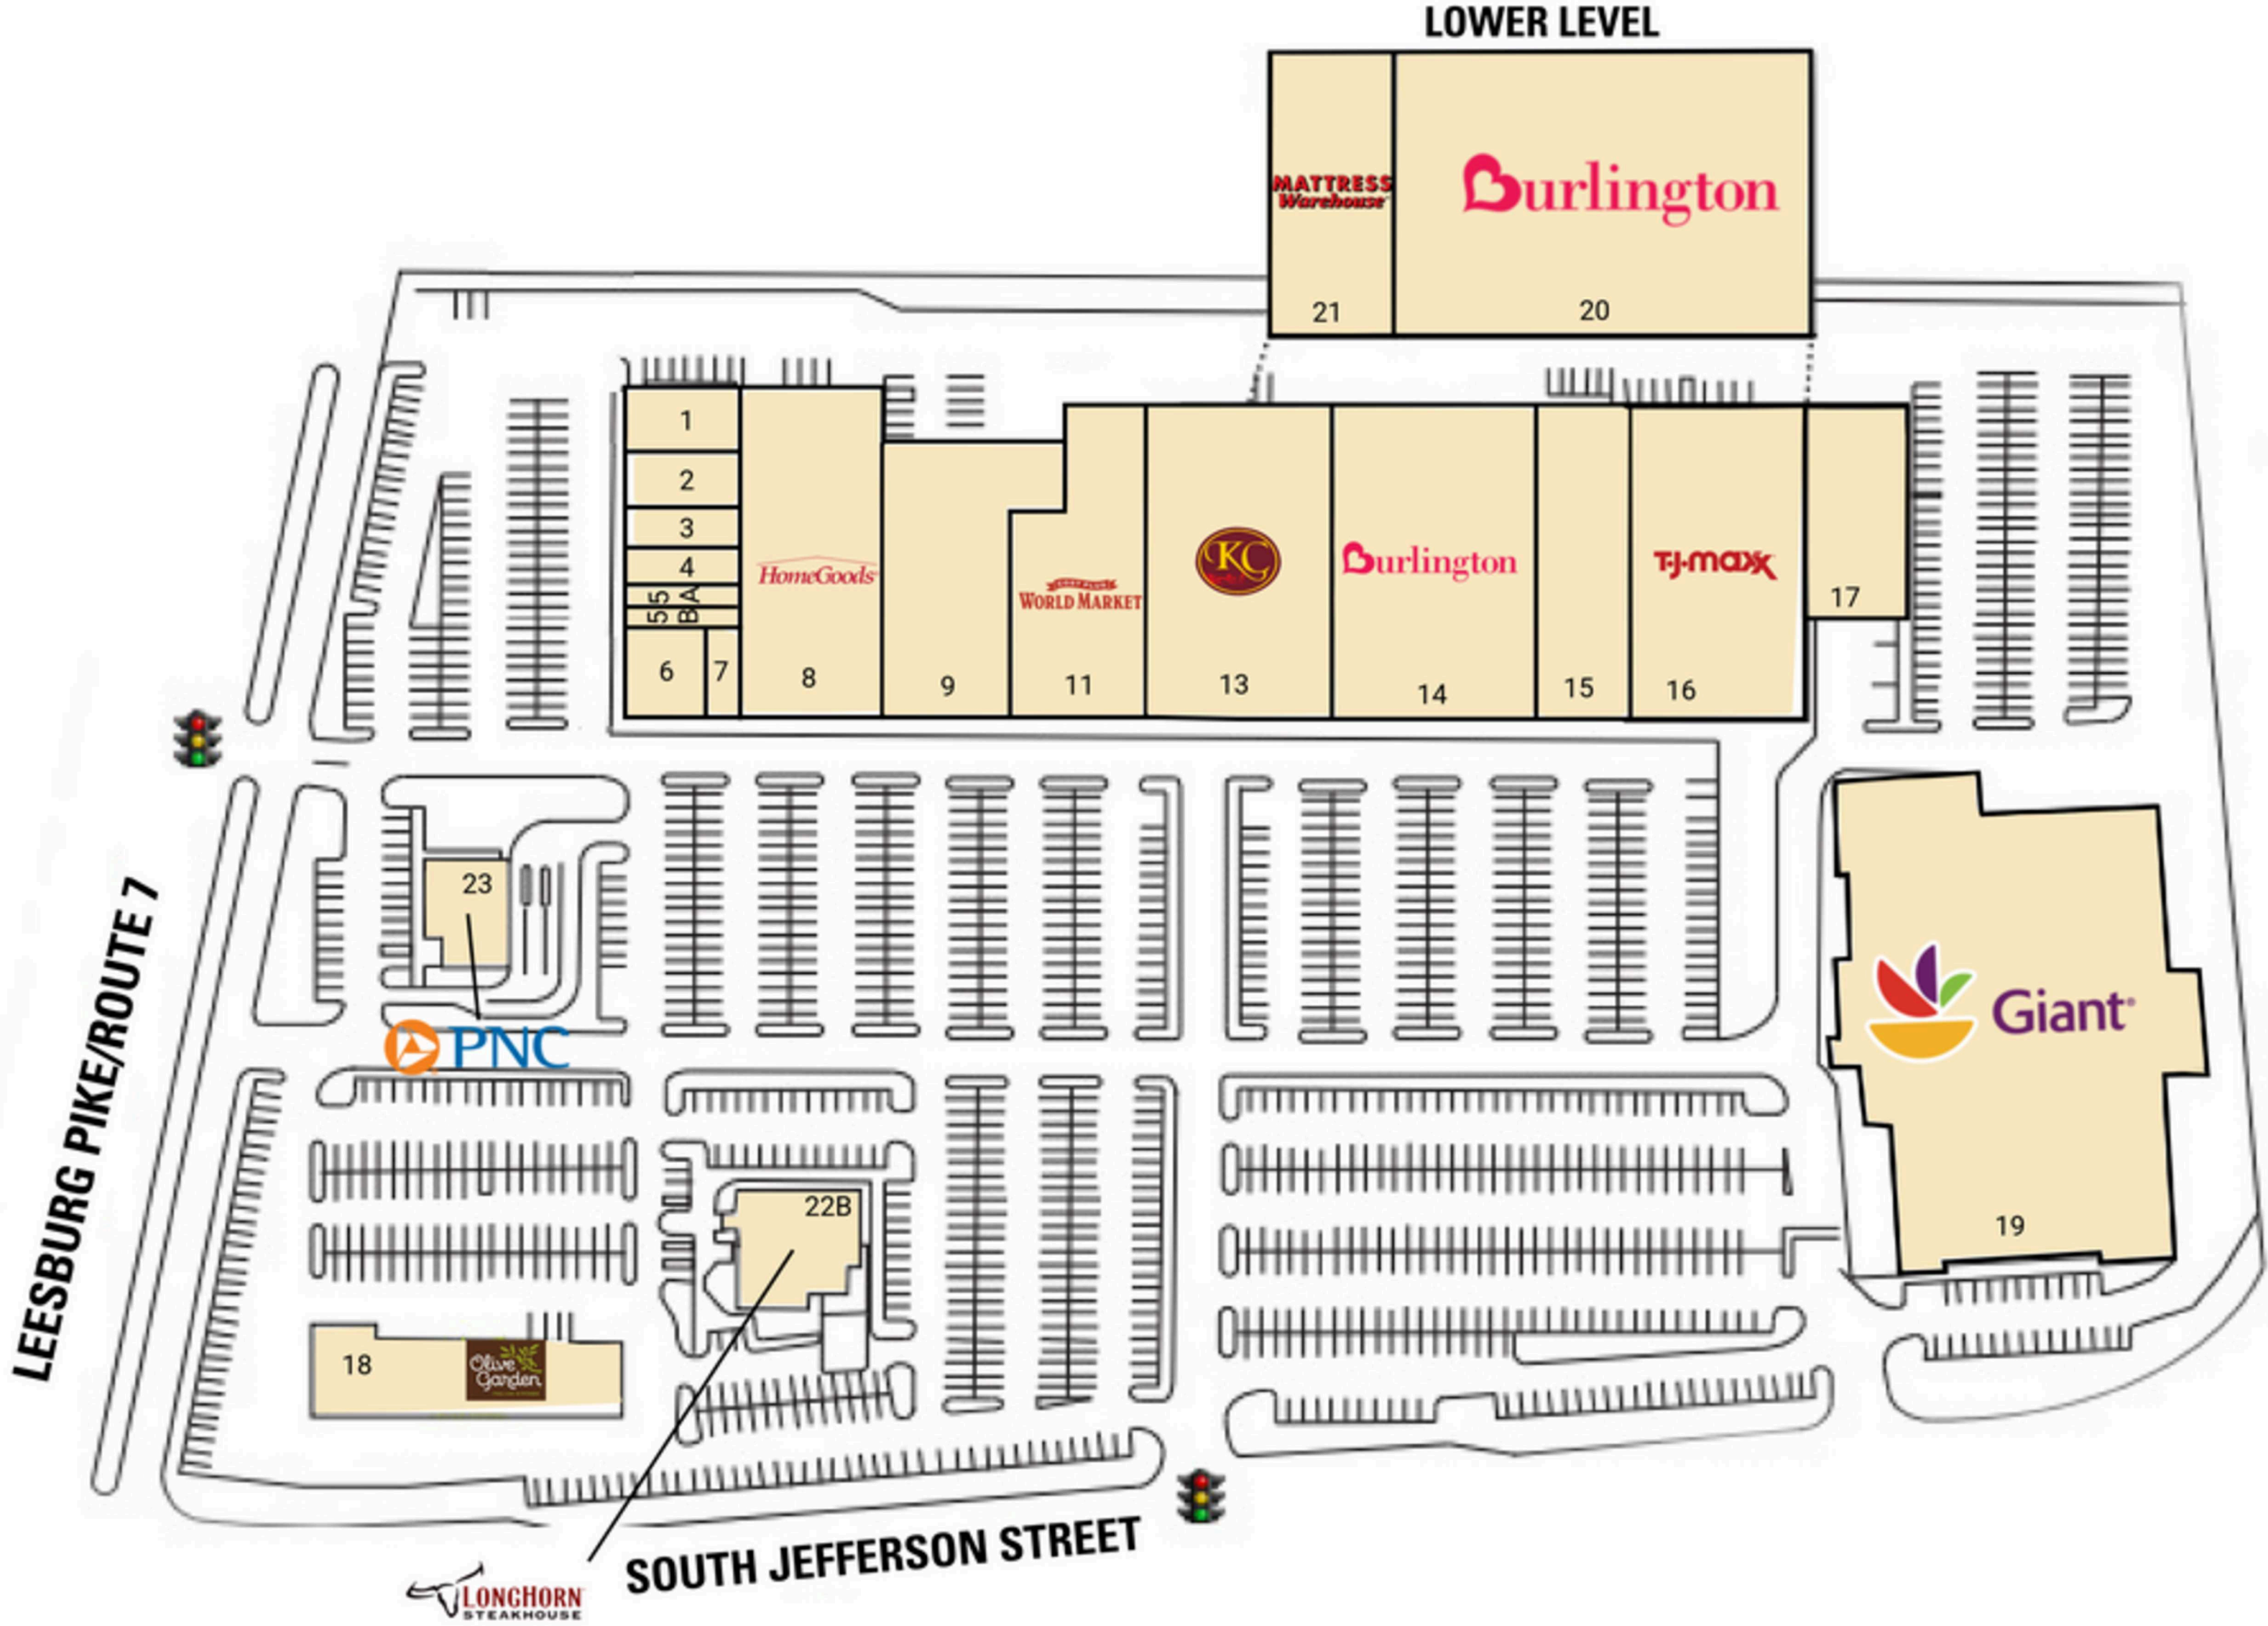 LOWER LEVEL
MATTRESS
Warehouse
Burlington
21
20
1
2
3
4
5A
5B
6
7
HomeGoods
8
9
WORLD MARKET
11
KC
13
Burlington
14
15
T.J.maxx
16
17
23
PNC
LEESBURG PIKE/ROUTE 7
Giant
19
22B
18
Olive
Garden
SOUTH JEFFERSON STREET
LONGHORN
STEAKHOUSE